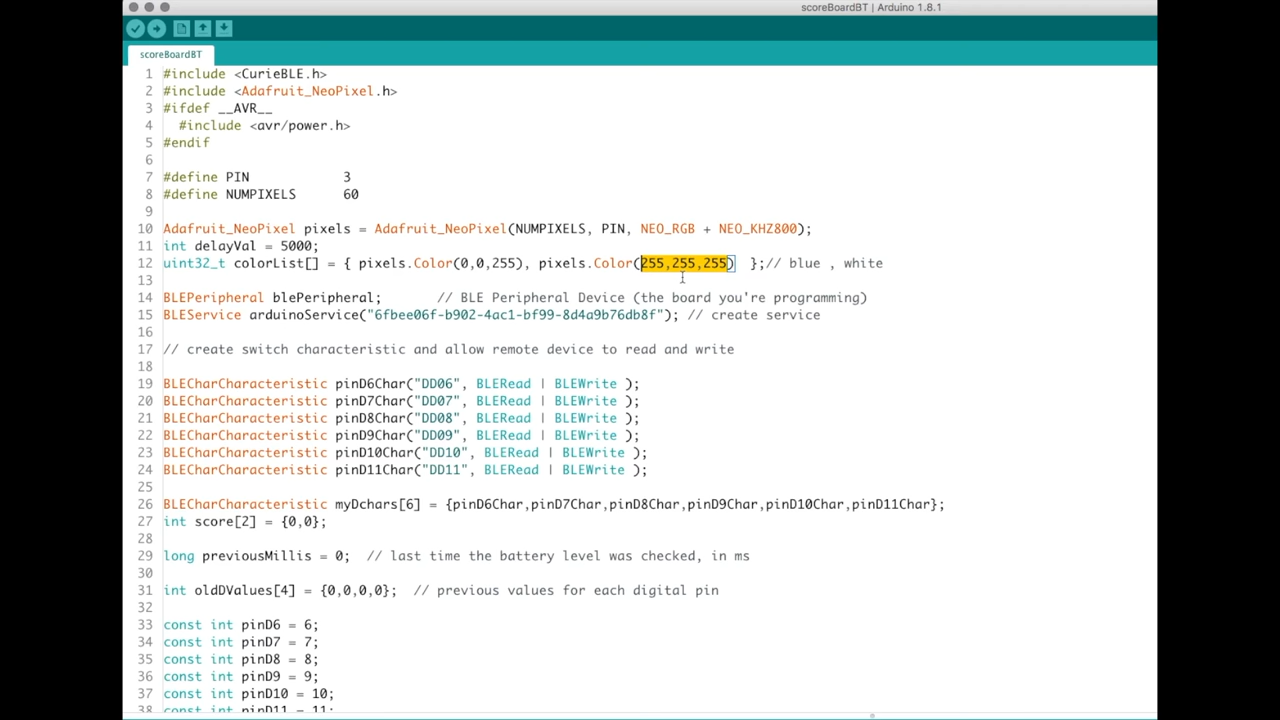 scoreBoardBT | Arduino 1.8.1
scoreBoardBT
1 #include <CurieBLE.h>
2 #include <Adafruit_NeoPixel.h>
3 #ifdef __AVR__
4   #include <avr/power.h>
5 #endif
6
7 #define PIN            3
8 #define NUMPIXELS      60
9
10 Adafruit_NeoPixel pixels = Adafruit_NeoPixel(NUMPIXELS, PIN, NEO_RGB + NEO_KHZ800);
11 int delayVal = 5000;
12 uint32_t colorList[] = { pixels.Color(0,0,255), pixels.Color(255,255,255)  };// blue , white
13
14 BLEPeripheral blePeripheral;       // BLE Peripheral Device (the board you're programming)
15 BLEService arduinoService("6fbee06f-b902-4ac1-bf99-8d4a9b76db8f"); // create service
16
17 // create switch characteristic and allow remote device to read and write
18
19 BLECharCharacteristic pinD6Char("DD06", BLERead | BLEWrite );
20 BLECharCharacteristic pinD7Char("DD07", BLERead | BLEWrite );
21 BLECharCharacteristic pinD8Char("DD08", BLERead | BLEWrite );
22 BLECharCharacteristic pinD9Char("DD09", BLERead | BLEWrite );
23 BLECharCharacteristic pinD10Char("DD10", BLERead | BLEWrite );
24 BLECharCharacteristic pinD11Char("DD11", BLERead | BLEWrite );
25
26 BLECharCharacteristic myDchars[6] = {pinD6Char,pinD7Char,pinD8Char,pinD9Char,pinD10Char,pinD11Char};
27 int score[2] = {0,0};
28
29 long previousMillis = 0;  // last time the battery level was checked, in ms
30
31 int oldDValues[4] = {0,0,0,0};  // previous values for each digital pin
32
33 const int pinD6 = 6;
34 const int pinD7 = 7;
35 const int pinD8 = 8;
36 const int pinD9 = 9;
37 const int pinD10 = 10;
38 const int pinD11 = 11;